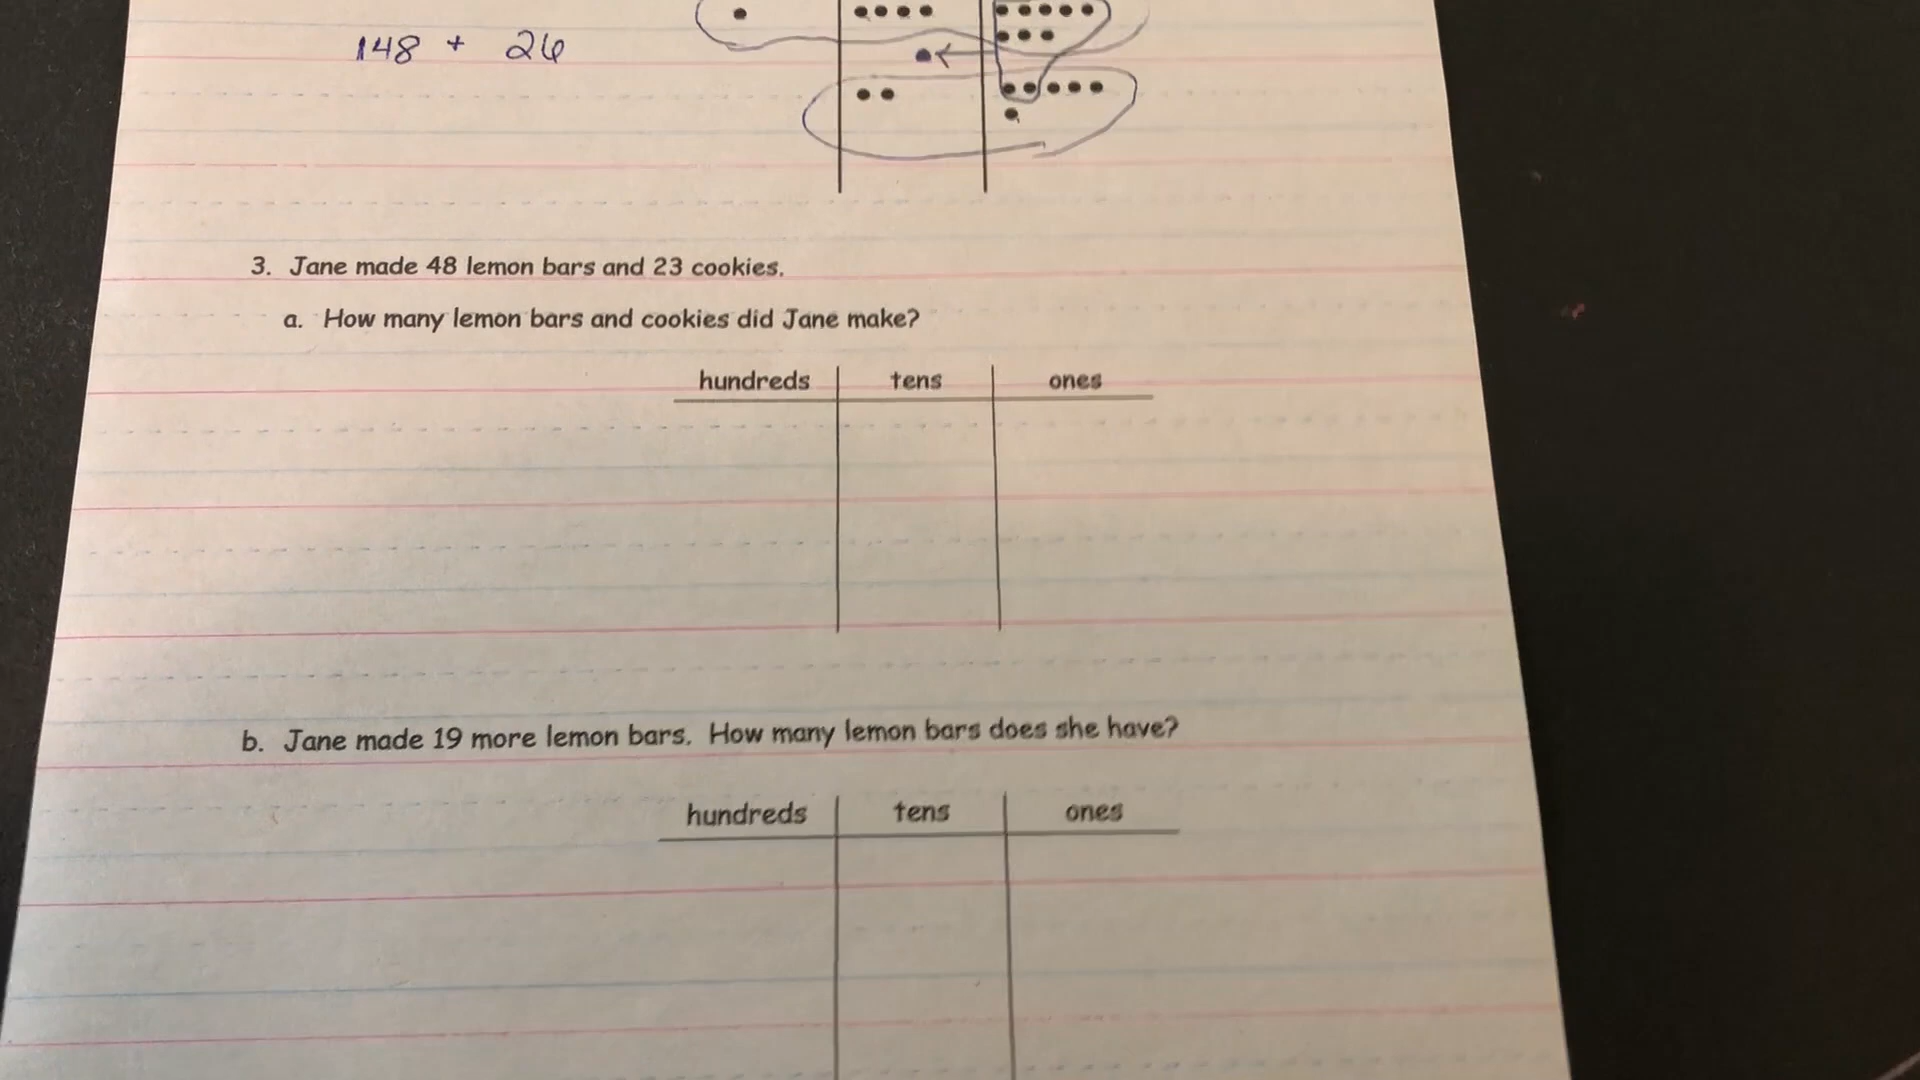 148 + 26
3. Jane made 48 lemon bars and 23 cookies.
a. How many lemon bars and cookies did Jane make?
hundreds tens ones
b. Jane made 19 more lemon bars. How many lemon bars does she have?
hundreds tens ones